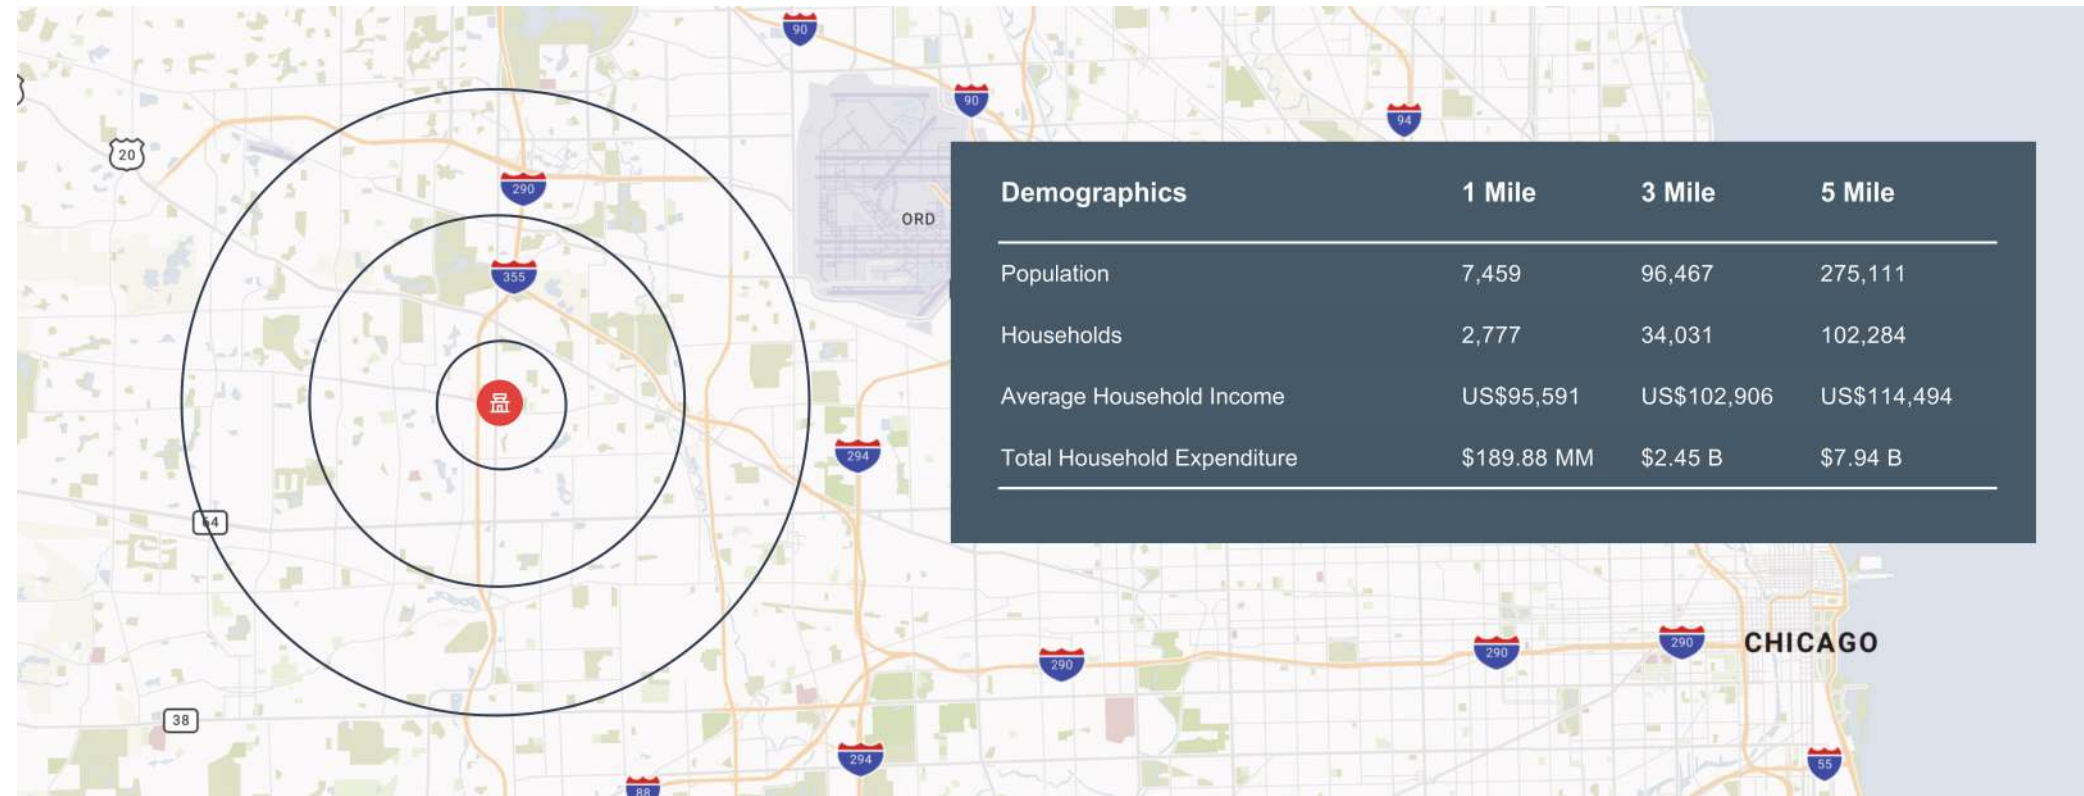 90
90
94
20
290
ORD
355
294
64
38
290
290
290
CHICAGO
294
88
55
Demographics 1 Mile 3 Mile 5 Mile
Population 7,459 96,467 275,111
Households 2,777 34,031 102,284
Average Household Income US$95,591 US$102,906 US$114,494
Total Household Expenditure $189.88 MM $2.45 B $7.94 B